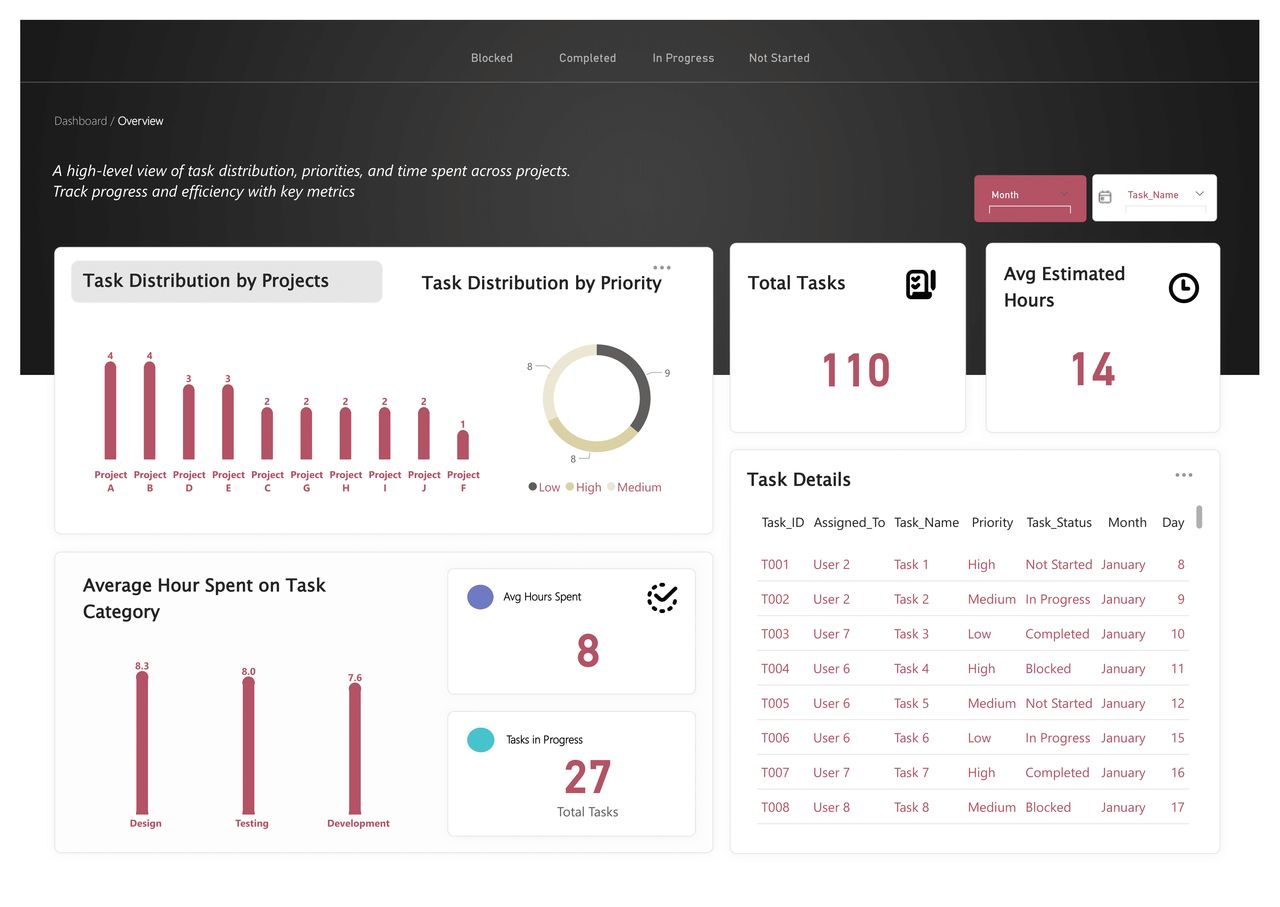 Blocked Completed In Progress Not Started
Dashboard / Overview
A high-level view of task distribution, priorities, and time spent across projects.
Track progress and efficiency with key metrics
Month
Task_Name
Task Distribution by Projects
4 4 3 3 2 2 2 2 2 1
Project Project Project Project Project Project Project Project Project Project
A B D E C G H I J F
Task Distribution by Priority
8
9
8
Low High Medium
Total Tasks
110
Avg Estimated
Hours
14
Average Hour Spent on Task
Category
8.3 8.0 7.6
Design Testing Development
Avg Hours Spent
8
Tasks in Progress
27
Total Tasks
Task Details
Task_ID Assigned_To Task_Name Priority Task_Status Month Day
T001 User 2 Task 1 High Not Started January 8
T002 User 2 Task 2 Medium In Progress January 9
T003 User 7 Task 3 Low Completed January 10
T004 User 6 Task 4 High Blocked January 11
T005 User 6 Task 5 Medium Not Started January 12
T006 User 6 Task 6 Low In Progress January 15
T007 User 7 Task 7 High Completed January 16
T008 User 8 Task 8 Medium Blocked January 17